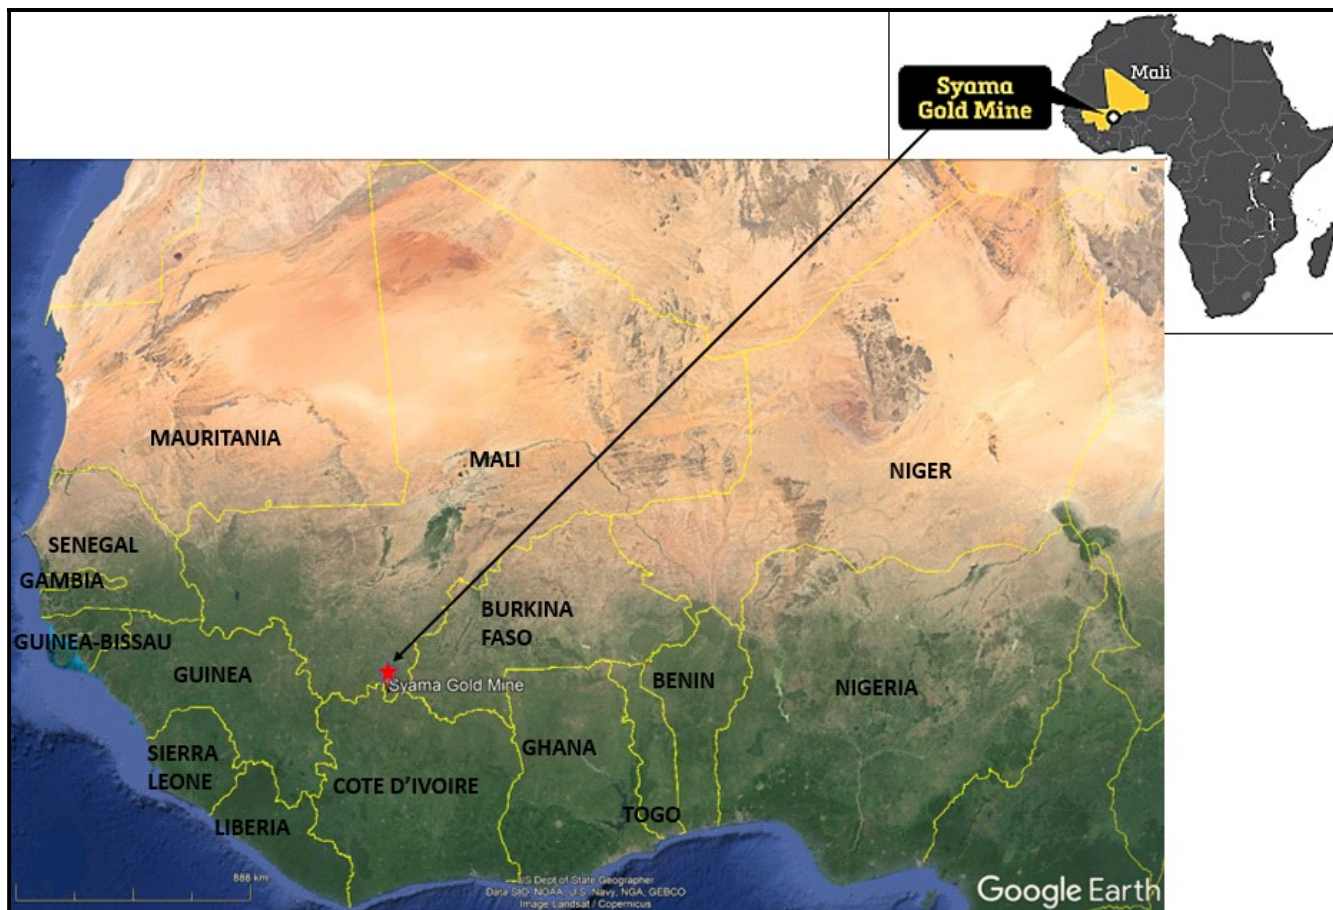 Mali
Syama
Gold Mine
N
MAURITANIA
MALI
NIGER
SENEGAL
GAMBIA
BURKINA
FASO
GUINEA-BISSAU
GUINEA
Syama Gold Mine
BENIN
NIGERIA
SIERRA
LEONE
GHANA
COTE D’IVOIRE
TOGO
LIBERIA
888 km
US Dept of State Geographer
Data SIO, NOAA, U.S. Navy, NGA, GEBCO
Image Landsat / Copernicus
Google Earth